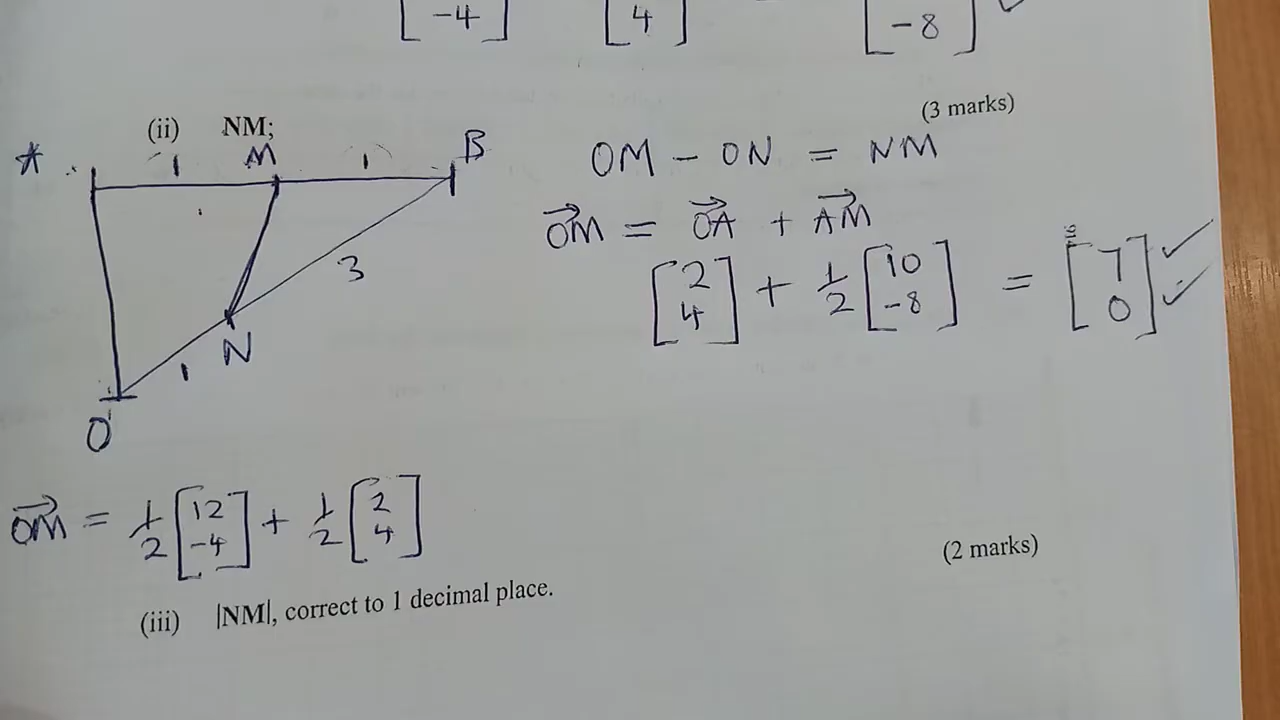 [-4] [4] [-8]
(3 marks)
(ii) NM;
A 1 M 1 B
3
N
1
O
OM - ON = NM
OM = OA + AM
[2 4] + 1/2 [10 -8] = [7 0]
OM = 1/2 [12 -4] + 1/2 [2 4]
(2 marks)
(iii) |NM|, correct to 1 decimal place.